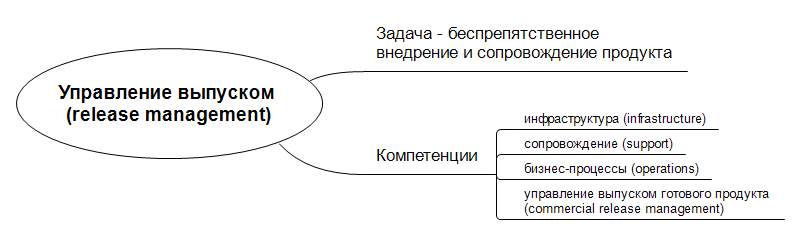 Управление выпуском
(release management)
Задача - беспрепятственное
внедрение и сопровождение продукта
Компетенции
инфраструктура (infrastructure)
сопровождение (support)
бизнес-процессы (operations)
управление выпуском готового продукта
(commercial release management)